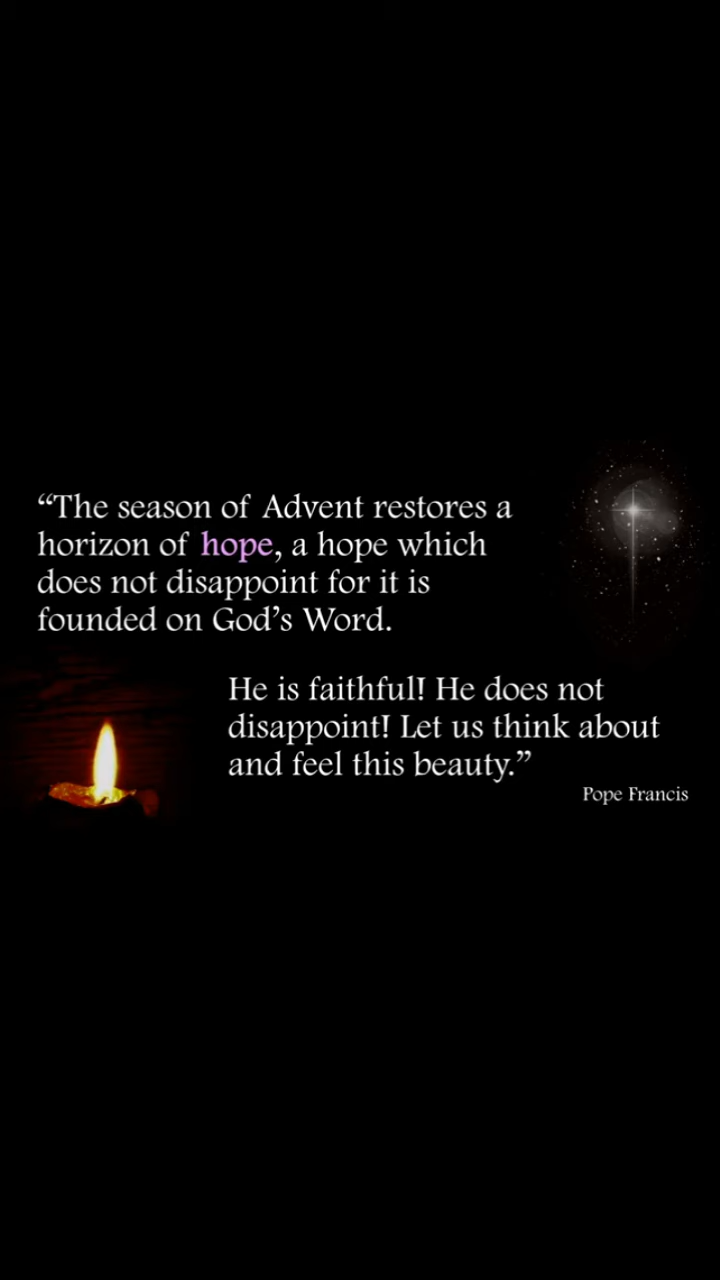 “The season of Advent restores a
horizon of hope, a hope which
does not disappoint for it is
founded on God’s Word.
He is faithful! He does not
disappoint! Let us think about
and feel this beauty.”
Pope Francis